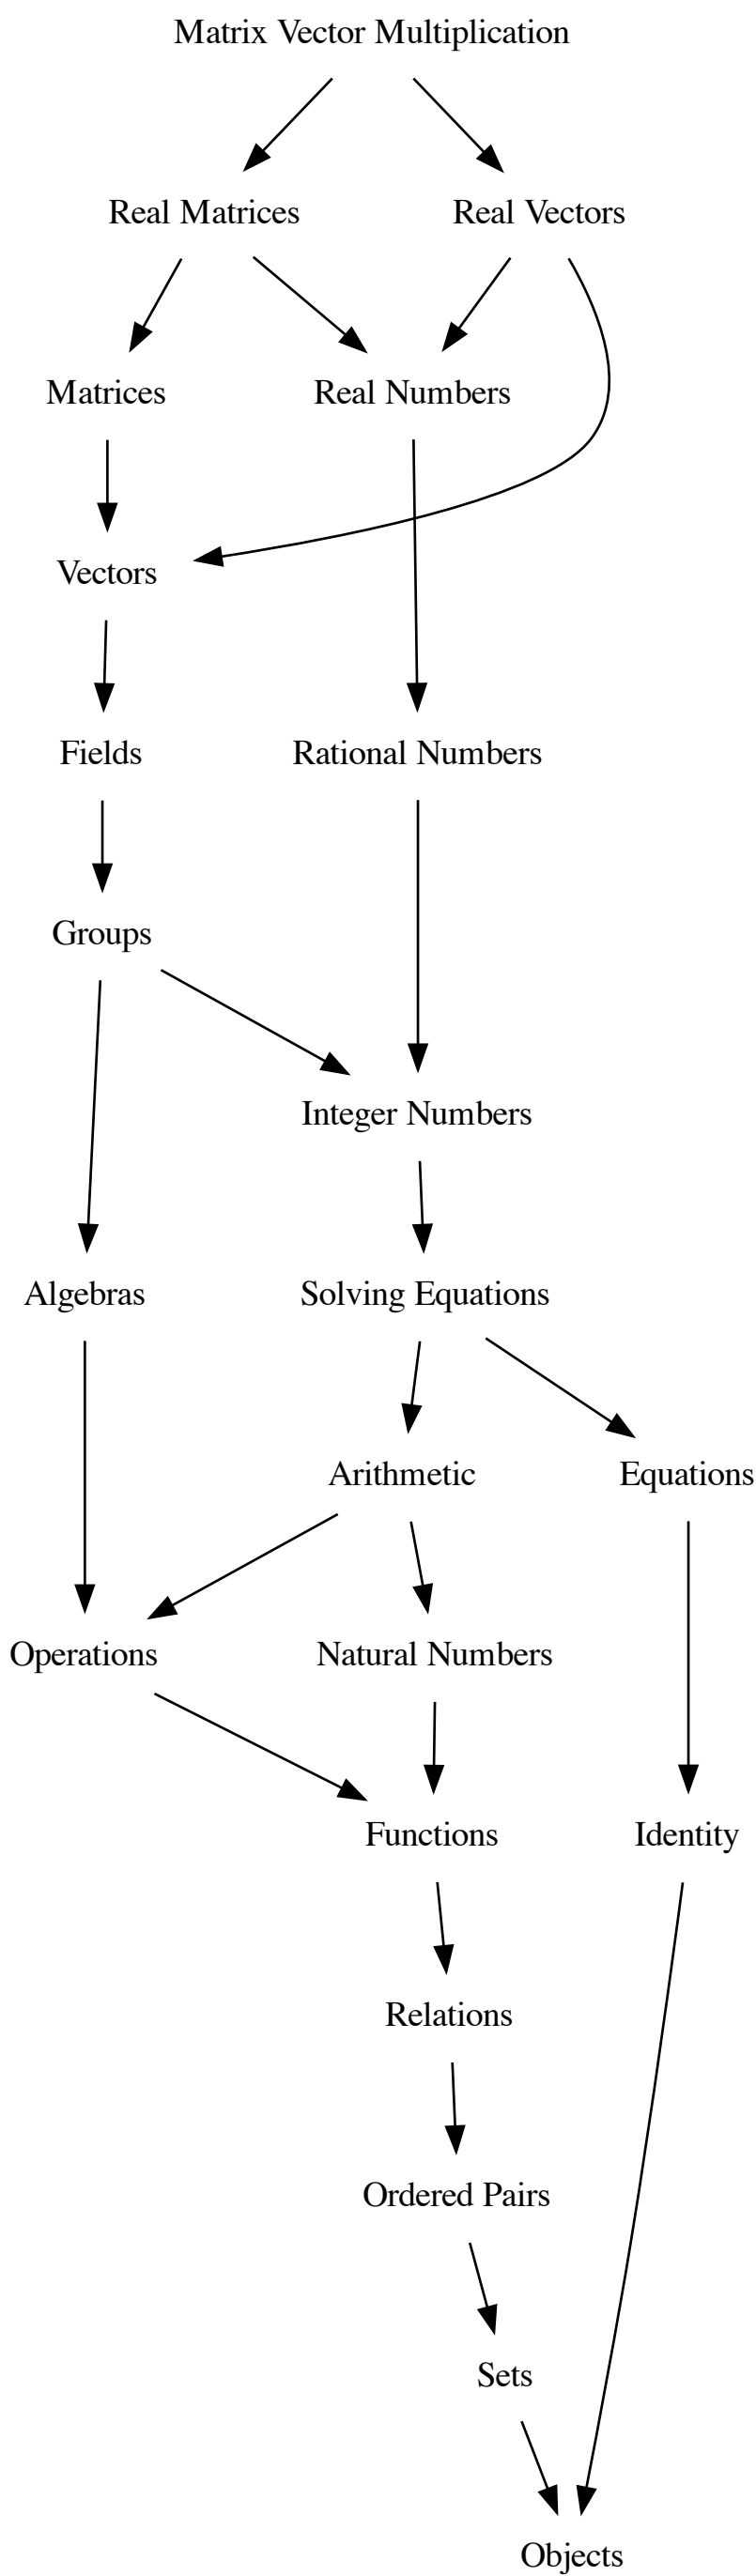 Matrix Vector Multiplication
Real Matrices
Real Vectors
Matrices
Real Numbers
Vectors
Fields
Rational Numbers
Groups
Integer Numbers
Algebras
Solving Equations
Arithmetic
Equations
Operations
Natural Numbers
Functions
Identity
Relations
Ordered Pairs
Sets
Objects